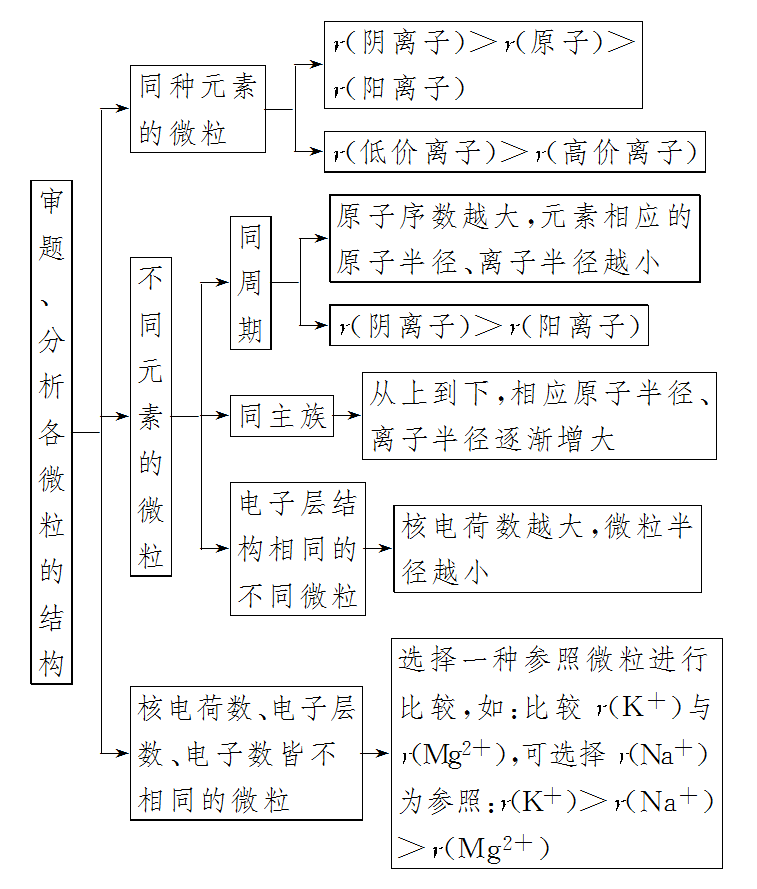 审题、分析各微粒的结构
同种元素
的微粒
r(阴离子)＞r(原子)＞
r(阳离子)
r(低价离子)＞r(高价离子)
不同元素的微粒
同周期
原子序数越大,元素相应的
原子半径、离子半径越小
r(阴离子)＞r(阳离子)
同主族
从上到下,相应原子半径、
离子半径逐渐增大
电子层结
构相同的
不同微粒
核电荷数越大,微粒半
径越小
核电荷数、电子层
数、电子数皆不
相同的微粒
选择一种参照微粒进行
比较,如:比较 r(K⁺)与
r(Mg²⁺),可选择 r(Na⁺)
为参照:r(K⁺)＞r(Na⁺)
＞r(Mg²⁺)